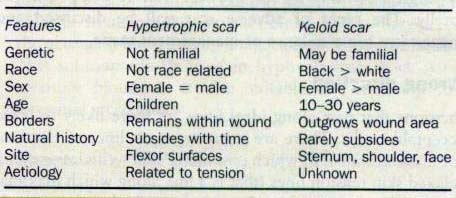 Features Hypertrophic scar Keloid scar
Genetic Not familial May be familial
Race Not race related Black > white
Sex Female = male Female > male
Age Children 10–30 years
Borders Remains within wound Outgrows wound area
Natural history Subsides with time Rarely subsides
Site Flexor surfaces Sternum, shoulder, face
Aetiology Related to tension Unknown